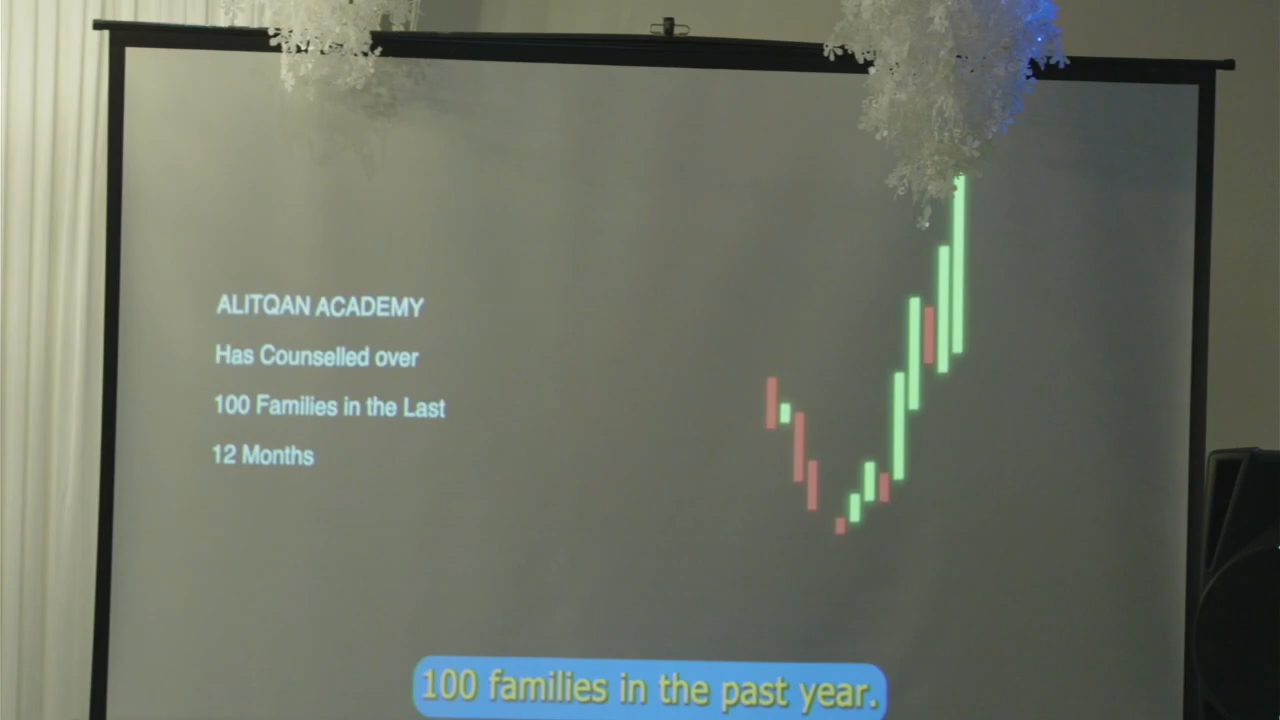 ALITQAN ACADEMY
Has Counselled over
100 Families in the Last
12 Months
100 families in the past year.